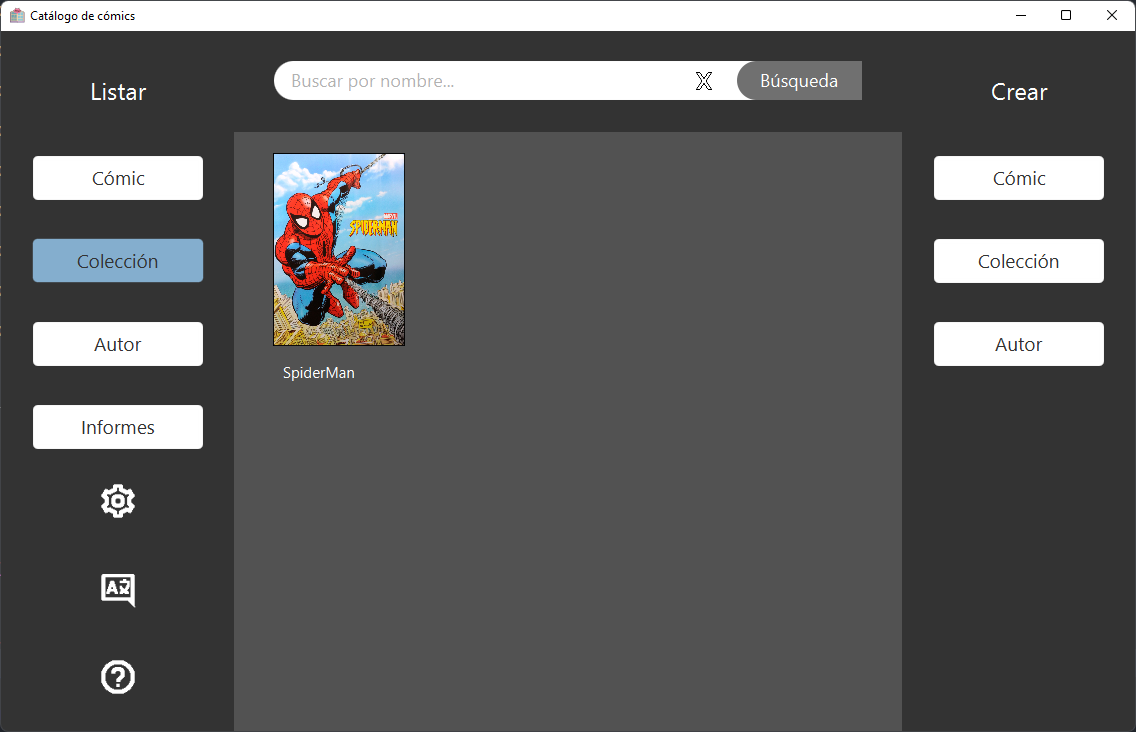 Catálogo de cómics
Listar
Cómic
Colección
Autor
Informes
Buscar por nombre...
X
Búsqueda
MARVEL
SPIDERMAN
SpiderMan
Crear
Cómic
Colección
Autor